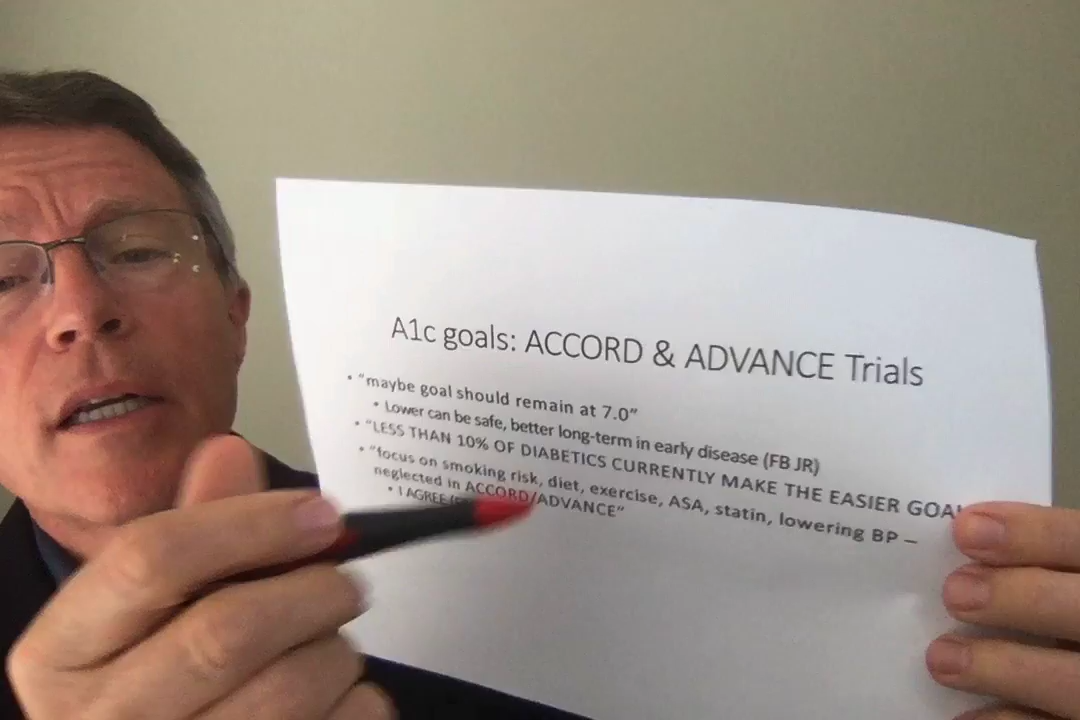 A1c goals: ACCORD & ADVANCE Trials
• "maybe goal should remain at 7.0"
• Lower can be safe, better long-term in early disease (FB JR)
• "LESS THAN 10% OF DIABETICS CURRENTLY MAKE THE EASIER
• "focus on smoking risk, diet, exercise, ASA, statin, lowering BP –
neglected in ACCORD/ADVANCE"
• I AGREE